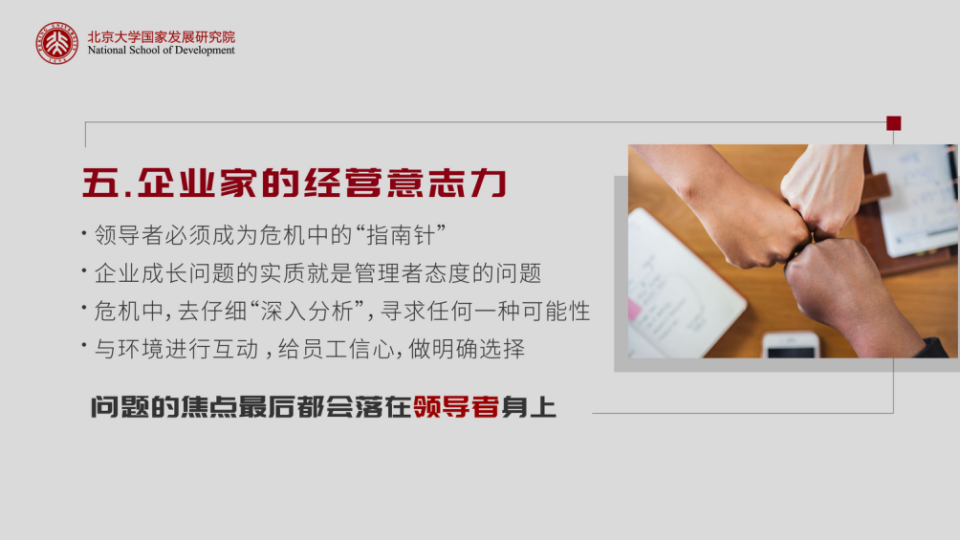 北京大学国家发展研究院
National School of Development
五.企业家的经营意志力
· 领导者必须成为危机中的“指南针”
· 企业成长问题的实质就是管理者态度的问题
· 危机中，去仔细“深入分析”，寻求任何一种可能性
· 与环境进行互动，给员工信心，做明确选择
问题的焦点最后都会落在领导者身上